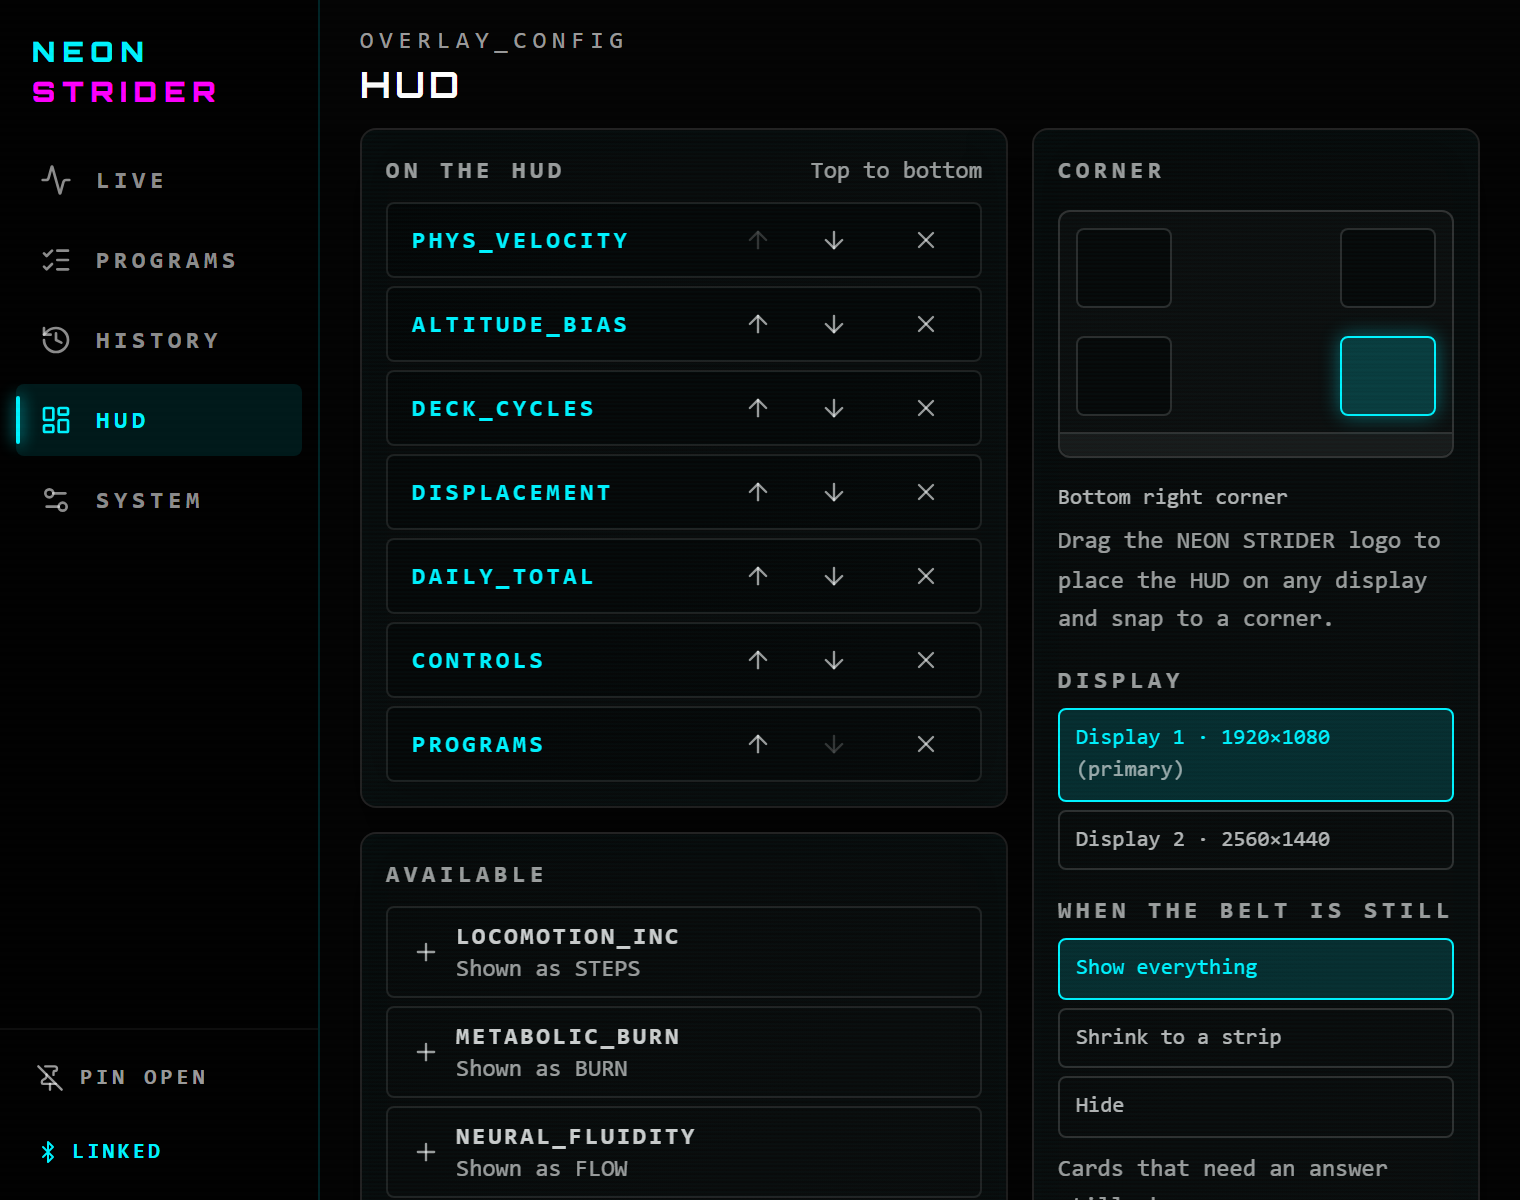 NEON
STRIDER
LIVE
PROGRAMS
HISTORY
HUD
SYSTEM
PIN OPEN
LINKED
OVERLAY_CONFIG
HUD
ON THE HUD
Top to bottom
PHYS_VELOCITY
ALTITUDE_BIAS
DECK_CYCLES
DISPLACEMENT
DAILY_TOTAL
CONTROLS
PROGRAMS
AVAILABLE
LOCOMOTION_INC
Shown as STEPS
METABOLIC_BURN
Shown as BURN
NEURAL_FLUIDITY
Shown as FLOW
CORNER
Bottom right corner
Drag the NEON STRIDER logo to
place the HUD on any display
and snap to a corner.
DISPLAY
Display 1 · 1920×1080
(primary)
Display 2 · 2560×1440
WHEN THE BELT IS STILL
Show everything
Shrink to a strip
Hide
Cards that need an answer